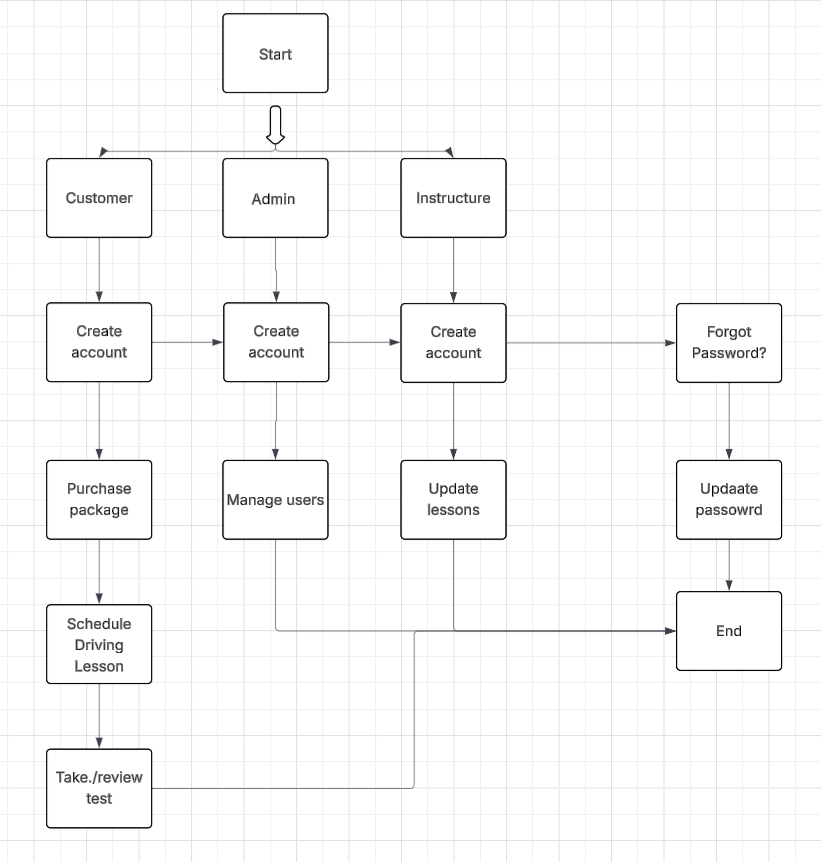 Start
Customer
Admin
Instructure
Create
account
Create
account
Create
account
Forgot
Password?
Purchase
package
Manage users
Update
lessons
Updaate
passowrd
Schedule
Driving
Lesson
End
Take./review
test